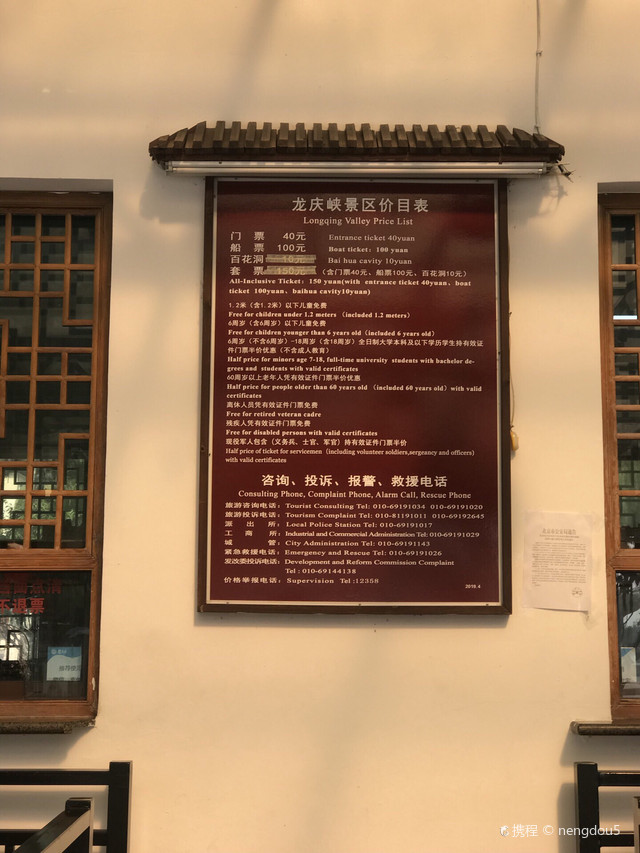 龙庆峡景区价目表
Longqing Valley Price List
门 票 40元 Entrance ticket 40yuan
船 票 100元 Boat ticket: 100 yuan
百花洞 10元 Bai hua cavity 10yuan
套 票 150元 （含门票40元、船票100元、百花洞10元）
All-Inclusive Ticket: 150 yuan(with entrance ticket 40yuan、boat
ticket 100yuan、baihua cavity10yuan)
1.2米（含1.2米）以下儿童免费
Free for children under 1.2 meters （included 1.2 meters）
6周岁（含6周岁）以下儿童免费
Free for children younger than 6 years old（included 6 years old）
6周岁（不含6周岁）-18周岁（含18周岁）全日制大学本科及以下学历学生持有效证
件门票半价优惠（不含成人教育）
Half price for minors age 7-18, full-time university students with bachelor de-
grees and students with valid certificates
60周岁以上老年人凭有效证件门票半价优惠
Half price for people older than 60 years old （included 60 years old）with valid
certificates
离休人员凭有效证件门票免费
Free for retired veteran cadre
残疾人凭有效证件门票免费
Free for disabled persons with valid certificates
现役军人包含（义务兵、士官、军官）持有效证件门票半价
Half price of ticket for servicemen（including volunteer soldiers,sergeancy and officers）
with valid certificates
咨询、投诉、报警、救援电话
Consulting Phone, Complaint Phone, Alarm Call, Rescue Phone
旅游咨询电话：Tourist Consulting Tel: 010-69191034 010-69191020
旅游投诉电话：Tourism Complaint Tel: 010-81191011 010-69192645
派 出 所：Local Police Station Tel: 010-69191017
工 商 所：Industrial and Commercial Administration Tel: 010-69191029
城 管：City Administration Tel: 010-69191143
紧急救援电话：Emergency and Rescue Tel: 010-69191026
发改委投诉电话：Development and Reform Commission Complaint
Tel: 010-69144138
价格举报电话：Supervision Tel:12358
2018.4
不退票
携程 © nengdou5